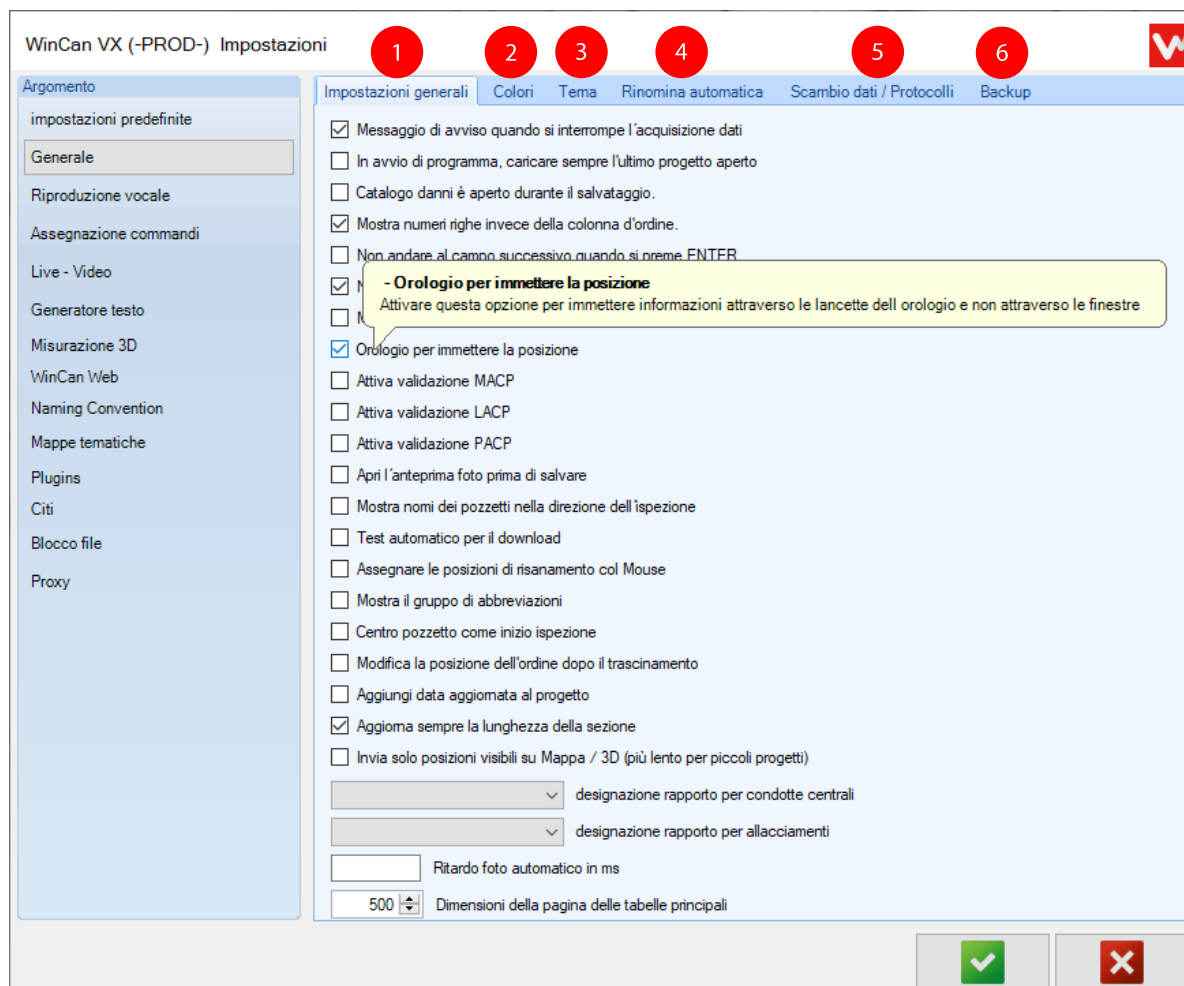 WinCan VX (-PROD-) Impostazioni
1
2
3
4
5
6
Argomento
impostazioni predefinite
Generale
Riproduzione vocale
Assegnazione commandi
Live - Video
Generatore testo
Misurazione 3D
WinCan Web
Naming Convention
Mappe tematiche
Plugins
Citi
Blocco file
Proxy
Impostazioni generali
Colori
Tema
Rinomina automatica
Scambio dati / Protocolli
Backup
Messaggio di avviso quando si interrompe l´acquisizione dati
In avvio di programma, caricare sempre l'ultimo progetto aperto
Catalogo danni è aperto durante il salvataggio.
Mostra numeri righe invece della colonna d'ordine.
Non andare al campo successivo quando si preme ENTER
- Orologio per immettere la posizione
Attivare questa opzione per immettere informazioni attraverso le lancette dell orologio e non attraverso le finestre
Orologio per immettere la posizione
Attiva validazione MACP
Attiva validazione LACP
Attiva validazione PACP
Apri l´anteprima foto prima di salvare
Mostra nomi dei pozzetti nella direzione dell´ispezione
Test automatico per il download
Assegnare le posizioni di risanamento col Mouse
Mostra il gruppo di abbreviazioni
Centro pozzetto come inizio ispezione
Modifica la posizione dell'ordine dopo il trascinamento
Aggiungi data aggiornata al progetto
Aggiorna sempre la lunghezza della sezione
Invia solo posizioni visibili su Mappa / 3D (più lento per piccoli progetti)
designazione rapporto per condotte centrali
designazione rapporto per allacciamenti
Ritardo foto automatico in ms
500 Dimensioni della pagina delle tabelle principali